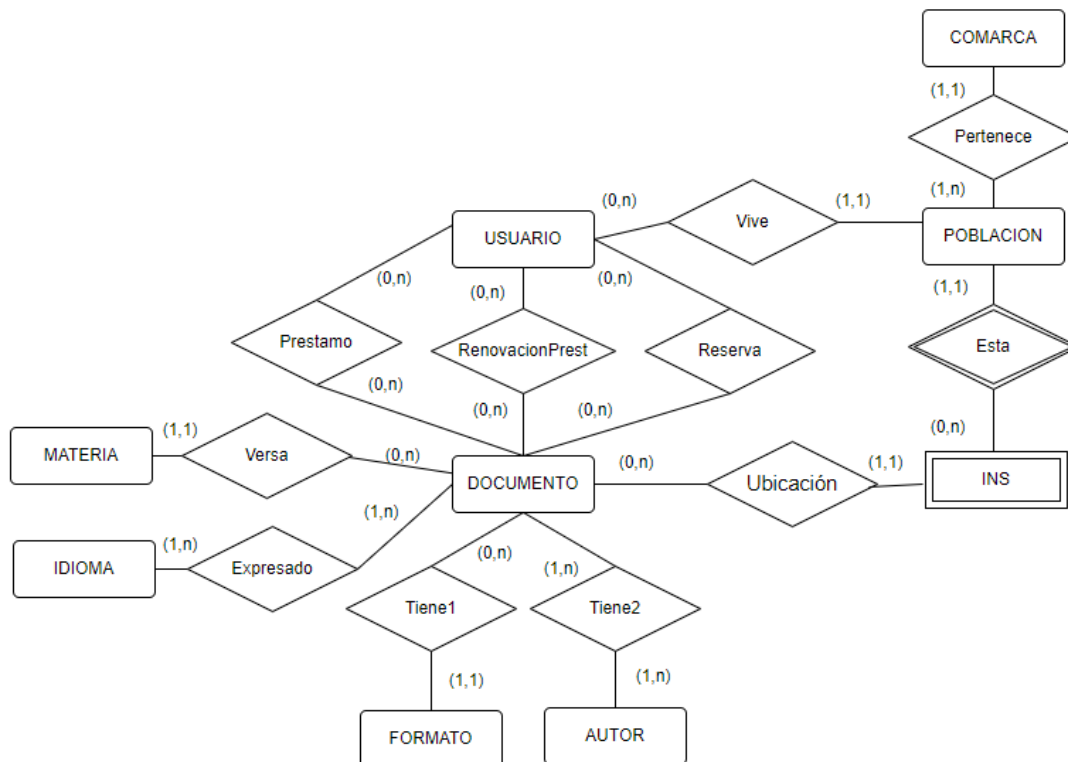 COMARCA
(1,1)
Pertenece
(1,n)
(0,n)
Vive
(1,1)
USUARIO
POBLACION
(0,n)
(0,n)
(0,n)
(1,1)
Prestamo
RenovacionPrest
Reserva
Esta
(0,n)
(0,n)
(0,n)
(0,n)
MATERIA
(1,1)
Versa
(0,n)
DOCUMENTO
(0,n)
Ubicación
(1,1)
INS
IDIOMA
(1,n)
Expresado
(1,n)
(0,n)
(1,n)
Tiene1
Tiene2
(1,1)
(1,n)
FORMATO
AUTOR